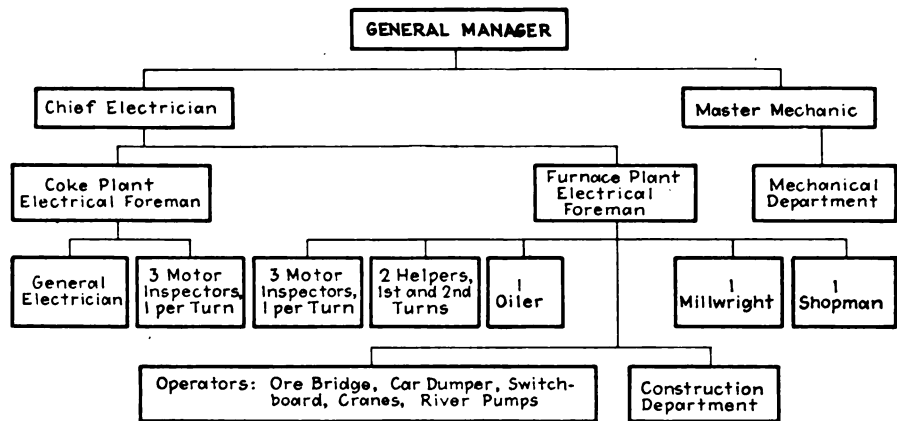 GENERAL MANAGER
Chief Electrician
Master Mechanic
Coke Plant
Electrical Foreman
Furnace Plant
Electrical
Foreman
Mechanical
Department
General
Electrician
3 Motor
Inspectors,
1 per Turn
3 Motor
Inspectors,
1 per Turn
2 Helpers,
1st and 2nd
Turns
1
Oiler
1
Millwright
1
Shopman
Operators: Ore Bridge, Car Dumper, Switch-
board, Cranes, River Pumps
Construction
Department